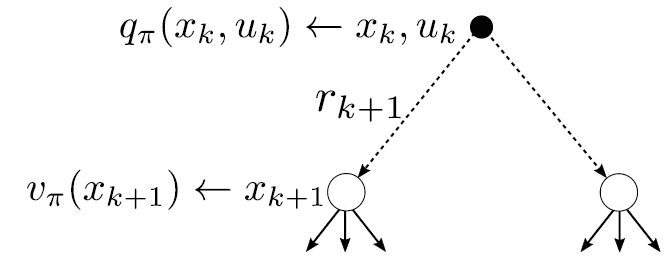 q_π(x_k, u_k) ← x_k, u_k
r_{k+1}
v_π(x_{k+1}) ← x_{k+1}